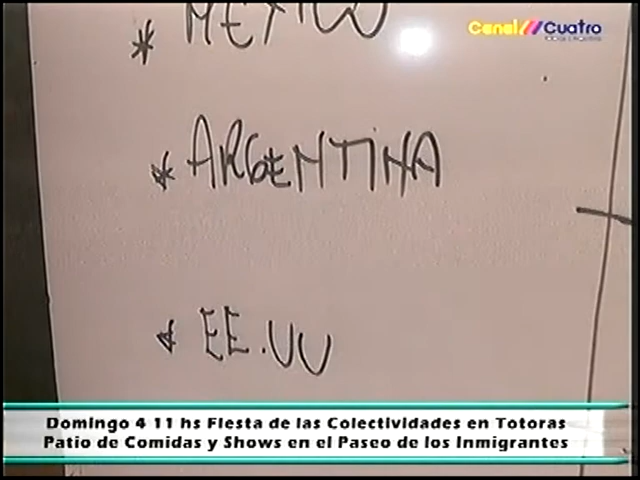 MEXICO
Canal///Cuatro
* ARGENTINA
* EE.UU
Domingo 4 11 hs Fiesta de las Colectividades en Totoras
Patio de Comidas y Shows en el Paseo de los Inmigrantes